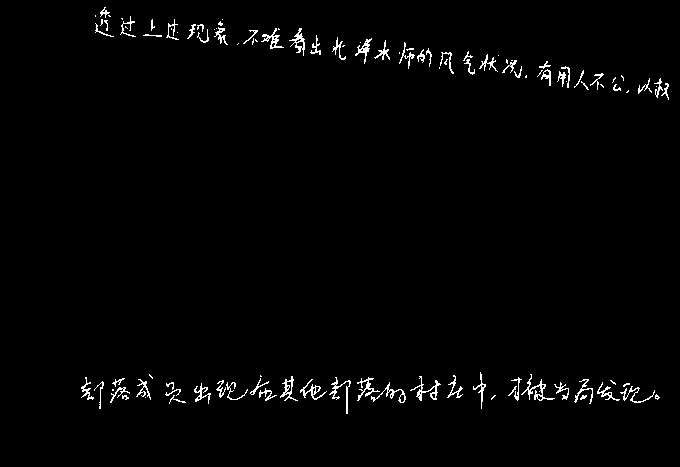 透过上述现象，不难看出北洋水师的风气状况，有用人不公，以权
部落成员出现在其他部落的村庄中，才被当局发现。